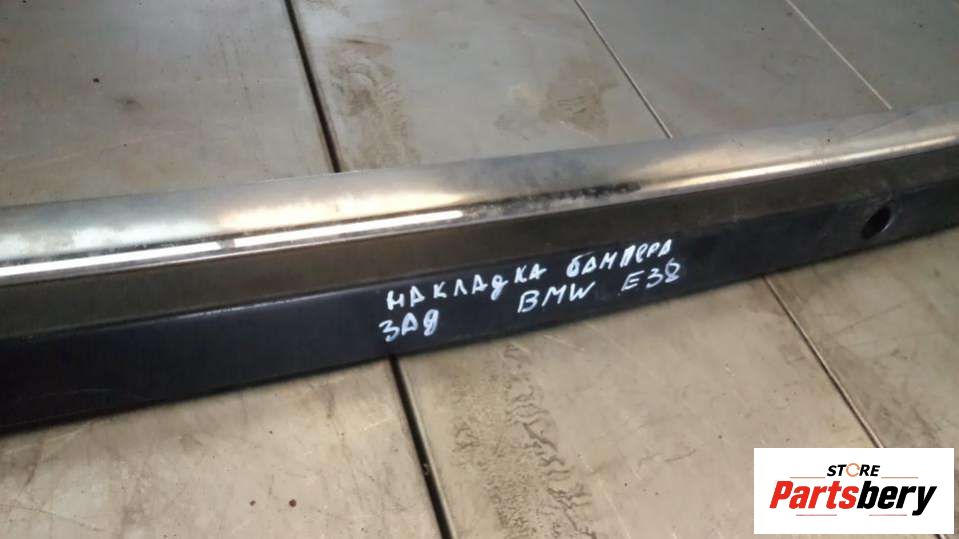 накладка бампера
зад BMW E38
STORE
Partsbery